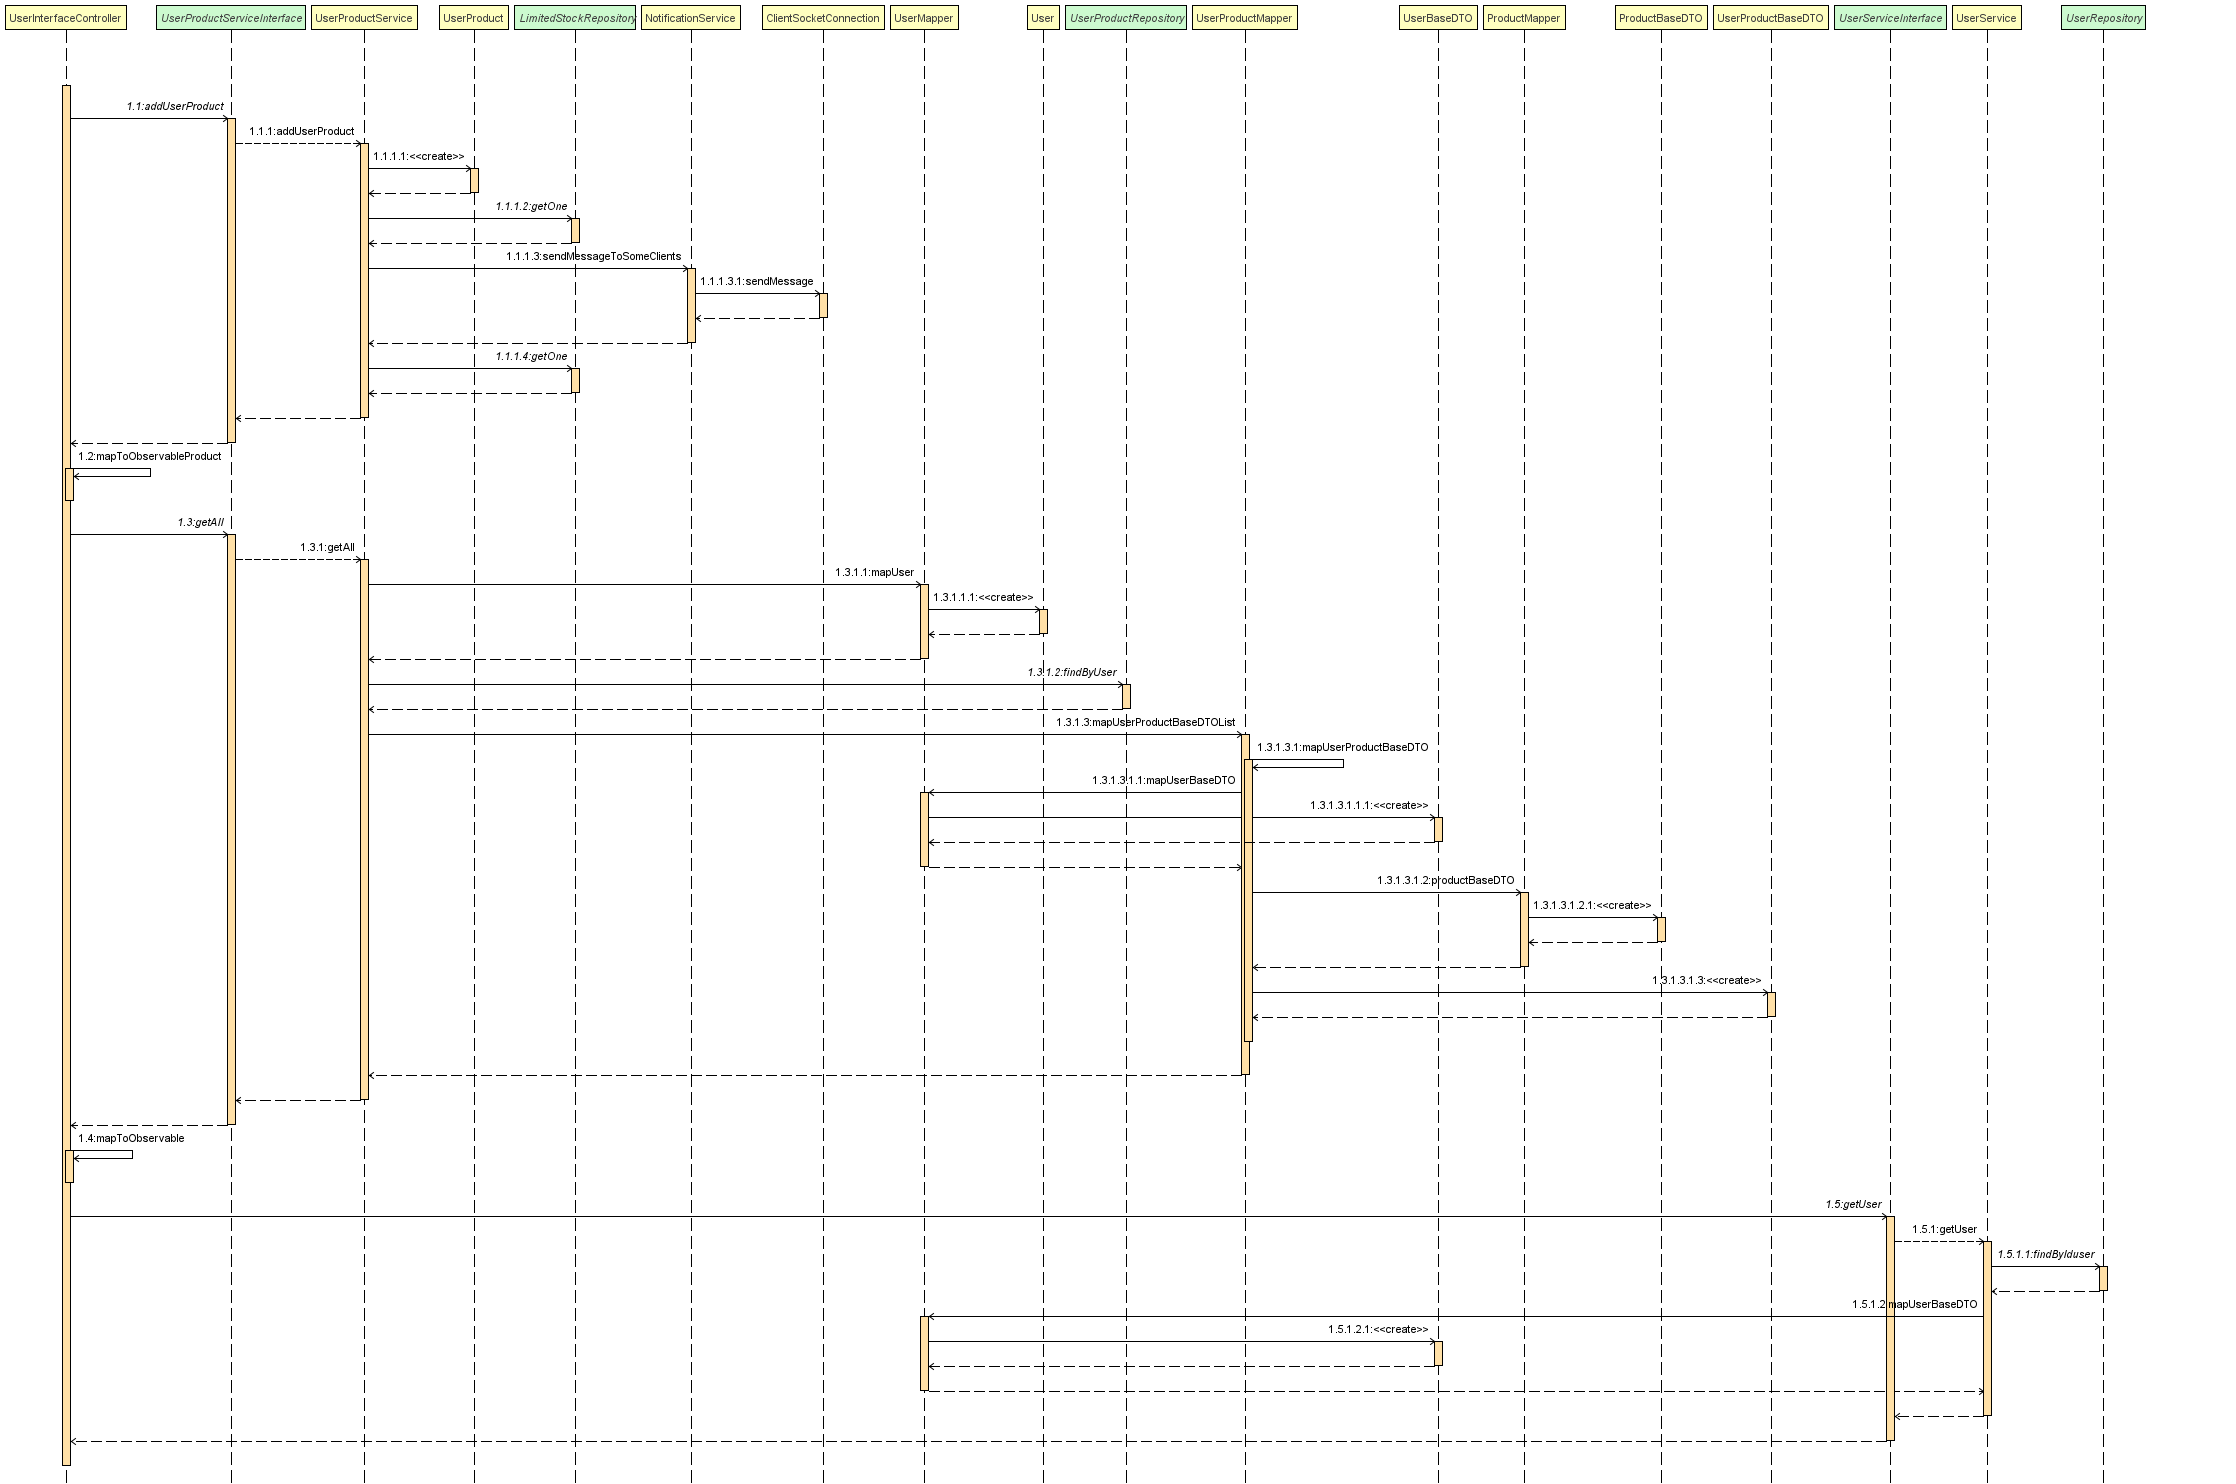 UserInterfaceController
UserProductServiceInterface
UserProductService
UserProduct
LimitedStockRepository
NotificationService
ClientSocketConnection
UserMapper
User
UserProductRepository
UserProductMapper
UserBaseDTO
ProductMapper
ProductBaseDTO
UserProductBaseDTO
UserServiceInterface
UserService
UserRepository
1.1:addUserProduct
1.1.1:addUserProduct
1.1.1.1:<<create>>
1.1.1.2:getOne
1.1.1.3:sendMessageToSomeClients
1.1.1.3.1:sendMessage
1.1.1.4:getOne
1.2:mapToObservableProduct
1.3:getAll
1.3.1:getAll
1.3.1.1:mapUser
1.3.1.1.1:<<create>>
1.3.1.2:findByUser
1.3.1.3:mapUserProductBaseDTOList
1.3.1.3.1:mapUserProductBaseDTO
1.3.1.3.1.1:mapUserBaseDTO
1.3.1.3.1.1.1:<<create>>
1.3.1.3.1.2:productBaseDTO
1.3.1.3.1.2.1:<<create>>
1.3.1.3.1.3:<<create>>
1.4:mapToObservable
1.5:getUser
1.5.1:getUser
1.5.1.1:findByIduser
1.5.1.2:mapUserBaseDTO
1.5.1.2.1:<<create>>